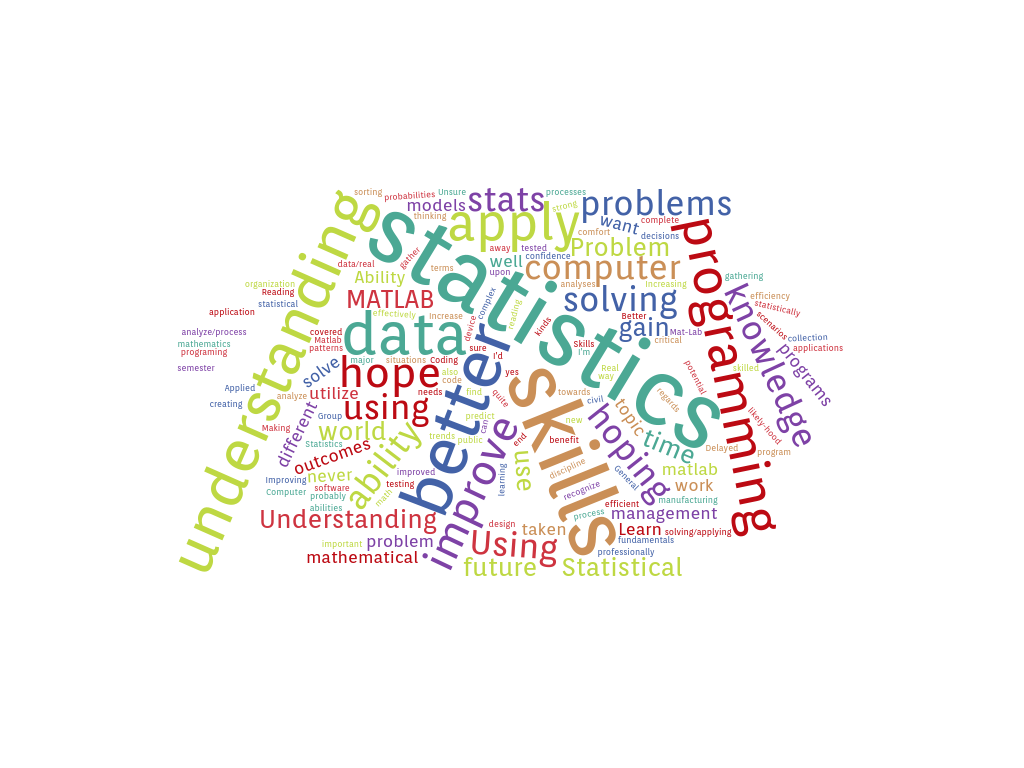 sorting
probabilities
Unsure
stats
processes
models
strong
problems
thinking
apply
want
complete
comfort
decisions
understanding
statistics
gather
away
tested
Problem
programming
data/real
well
confidence
terms
upon
computer
gathering
organization
Ability
analyses
increasing
Reading
MATLAB
complex
solving
knowledge
efficiency
statistical
statistically
application
effectively
Increase
reading
kinds
Better
gain
scenarios
analyze/process
covered
data
device
Mat-Lab
collection
mathematics
Matlab
sure
Skills
critical
applications
programing
patterns
better
I'd
I'm
programs
major
situations
Coding
semester
solve
hope
also
yes
Real
way
potential
skilled
code
skills
Applied
analyze
utilize
needs
find
quite
towards
regards
creating
Group
using
predict
civil
topic
likely-hood
different
new
hoping
Making
world
ability
trends
public
can
end
benefit
time
Delayed
program
Statistics
outcomes
improve
use
discipline
General
matlab
Improving
never
improved
learning
work
Computer
software
testing
recognize
manufacturing
probably
math
efficient
abilities
process
management
Understanding
design
taken
Learn
solving/applying
important
problem
Using
fundamentals
mathematical
professionally
future
Statistical